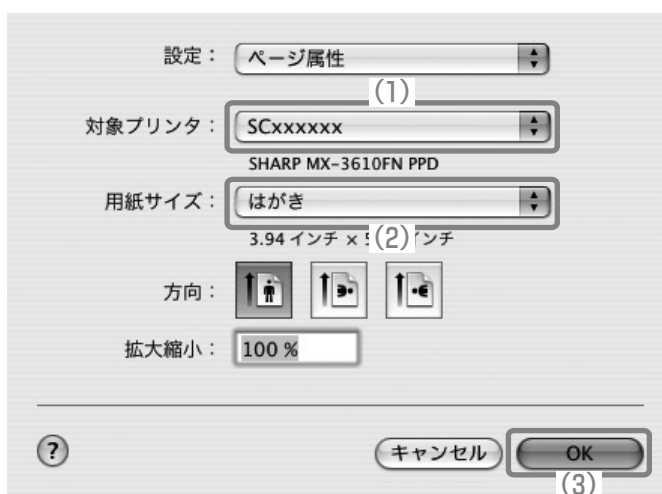 設定： ページ属性
(1)
対象プリンタ： SCxxxxxx
SHARP MX-3610FN PPD
用紙サイズ： はがき
3.94 インチ × 5 (2) ンチ
方向：
拡大縮小： 100 %
? キャンセル OK
(3)